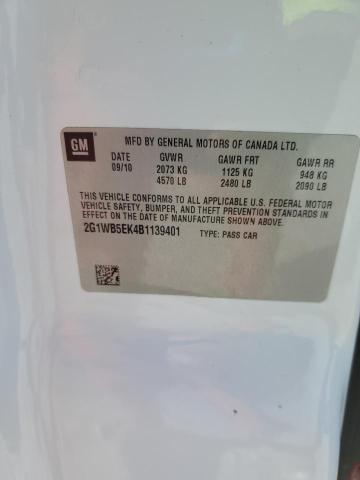 GM
MFD BY GENERAL MOTORS OF CANADA LTD.
DATE GVWR GAWR FRT GAWR RR
09/10 2073 KG 1125 KG 948 KG
4570 LB 2480 LB 2090 LB
THIS VEHICLE CONFORMS TO ALL APPLICABLE U.S. FEDERAL MOTOR
VEHICLE SAFETY, BUMPER, AND THEFT PREVENTION STANDARDS IN
EFFECT ON THE DATE OF MANUFACTURE SHOWN ABOVE.
2G1WB5EK4B1139401 TYPE: PASS CAR